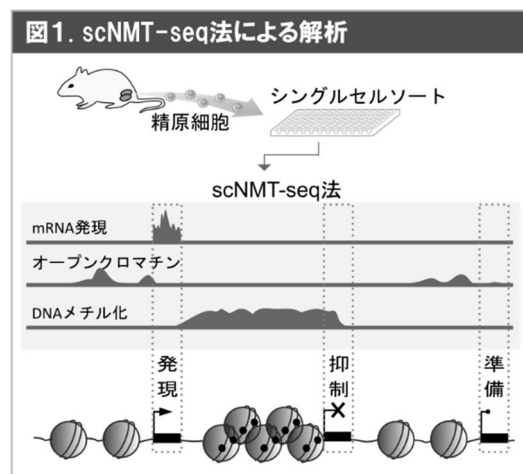 図1. scNMT-seq法による解析
精原細胞
シングルセルソート
scNMT-seq法
mRNA発現
オープンクロマチン
DNAメチル化
発現
抑制
準備